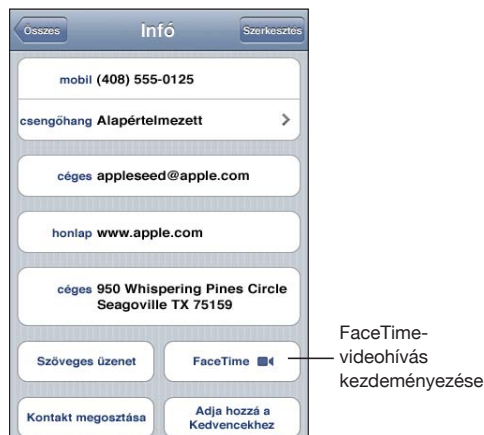 Összes Infó Szerkesztés
mobil (408) 555-0125
csengőhang Alapértelmezett
céges appleseed@apple.com
honlap www.apple.com
céges 950 Whispering Pines Circle
Seagoville TX 75159
Szöveges üzenet FaceTime
Kontakt megosztása Adja hozzá a
Kedvencekhez
FaceTime-
videohívás
kezdeményezése